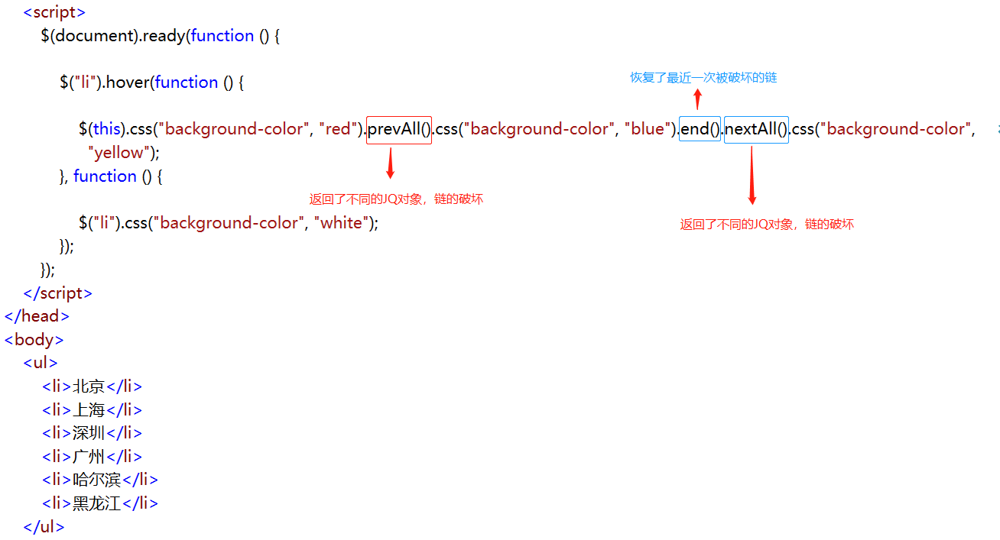 <script>
$(document).ready(function () {
$("li").hover(function () {
恢复了最近一次被破坏的链
$(this).css("background-color", "red").prevAll().css("background-color", "blue").end().nextAll().css("background-color",
"yellow");
}, function () {
返回了不同的JQ对象，链的破坏
$("li").css("background-color", "white");
返回了不同的JQ对象，链的破坏
});
});
</script>
</head>
<body>
<ul>
<li>北京</li>
<li>上海</li>
<li>深圳</li>
<li>广州</li>
<li>哈尔滨</li>
<li>黑龙江</li>
</ul>